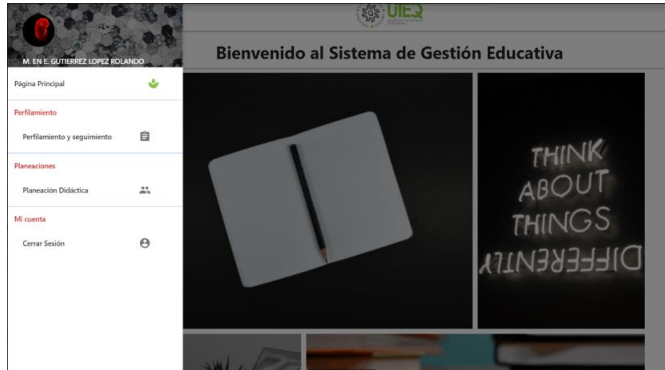 UTEQ
M. EN E. GUTIERREZ LOPEZ ROLANDO
Bienvenido al Sistema de Gestión Educativa
Página Principal
Perfilamiento
Perfilamiento y seguimiento
Planeaciones
Planeación Didáctica
Mi cuenta
Cerrar Sesión
THINK
ABOUT
THINGS
DIFFERENTLY